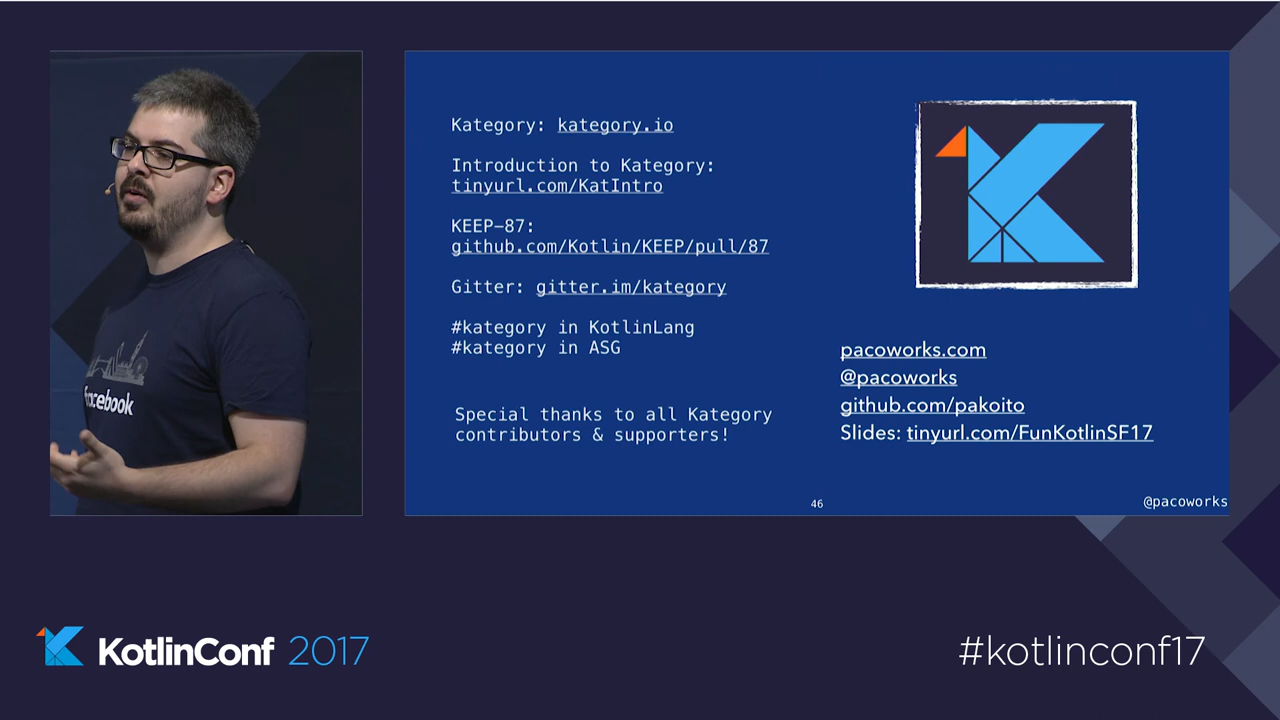 Kategory: kategory.io
Introduction to Kategory:
tinyurl.com/KatIntro
KEEP-87:
github.com/Kotlin/KEEP/pull/87
Gitter: gitter.im/kategory
#kategory in KotlinLang
#kategory in ASG
Special thanks to all Kategory
contributors & supporters!
pacoworks.com
@pacoworks
github.com/pakoito
Slides: tinyurl.com/FunKotlinSF17
46
@pacoworks
facebook
KotlinConf 2017
#kotlinconf17